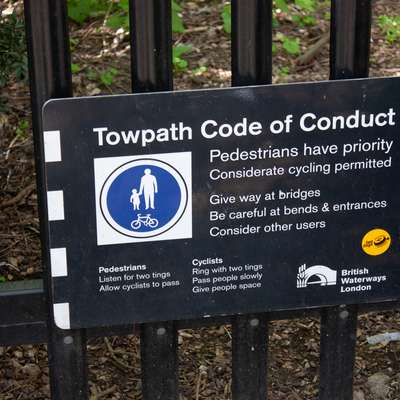 Towpath Code of Conduct
Pedestrians have priority
Considerate cycling permitted
Give way at bridges
Be careful at bends & entrances
Consider other users
Pedestrians
Listen for two tings
Allow cyclists to pass
Cyclists
Ring with two tings
Pass people slowly
Give people space
British
Waterways
London